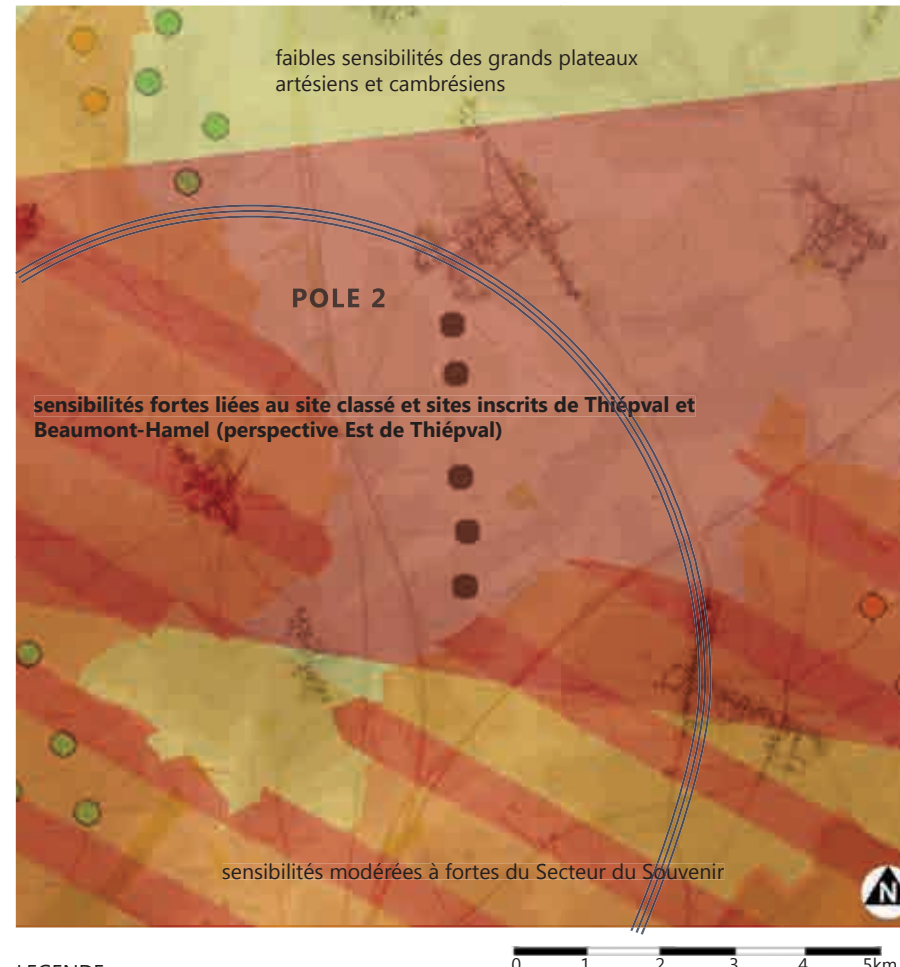 faibles sensibilités des grands plateaux
artésiens et cambrésiens
POLE 2
sensibilités fortes liées au site classé et sites inscrits de Thiépval et
Beaumont-Hamel (perspective Est de Thiépval)
sensibilités modérées à fortes du Secteur du Souvenir
N
LEGENDE
0 1 2 3 4 5km